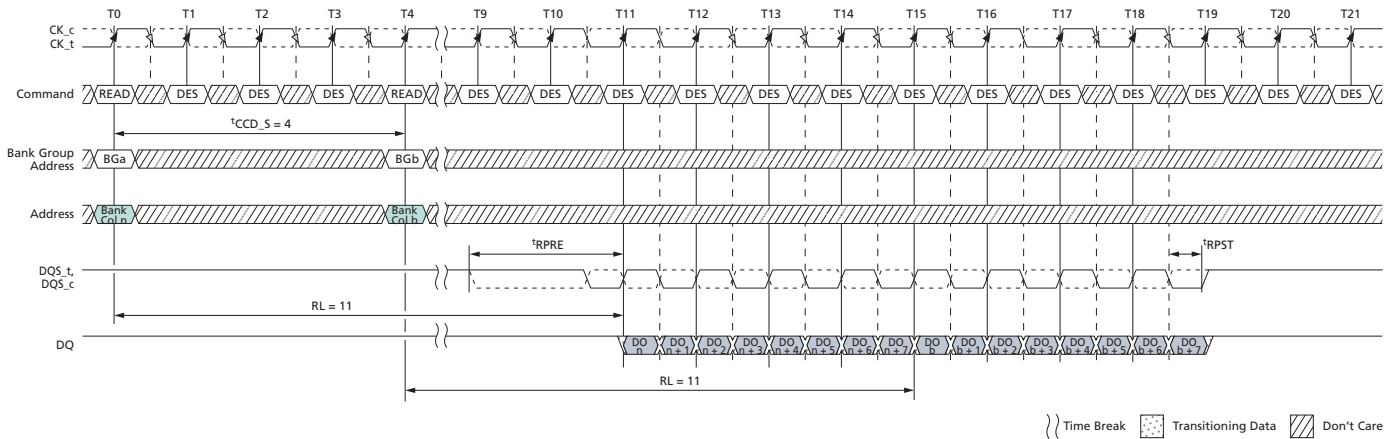 T0 T1 T2 T3 T4 T9 T10 T11 T12 T13 T14 T15 T16 T17 T18 T19 T20 T21
CK_c
CK_t
Command READ DES DES DES READ DES DES DES DES DES DES DES DES DES DES DES DES DES
tCCD_S = 4
Bank Group
Address
BGa BGb
Address
Bank
Col n
Bank
Col b
tRPRE tRPST
DQS_t,
DQS_c
RL = 11
DQ
DO
n
DO
n + 1
DO
n + 2
DO
n + 3
DO
n + 4
DO
n + 5
DO
n + 6
DO
n + 7
DO
b
DO
b + 1
DO
b + 2
DO
b + 3
DO
b + 4
DO
b + 5
DO
b + 6
DO
b + 7
RL = 11
Time Break Transitioning Data Don't Care